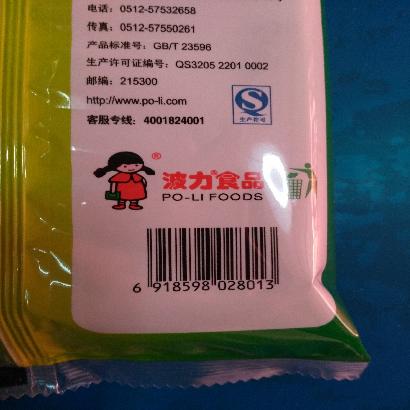 电话：0512-57532658
传真：0512-57550261
产品标准号：GB/T 23596
生产许可证编号：QS3205 2201 0002
邮编：215300
http://www.po-li.com
生产许可
客服专线：4001824001
波力®食品
PO-LI FOODS
6 918598 028013